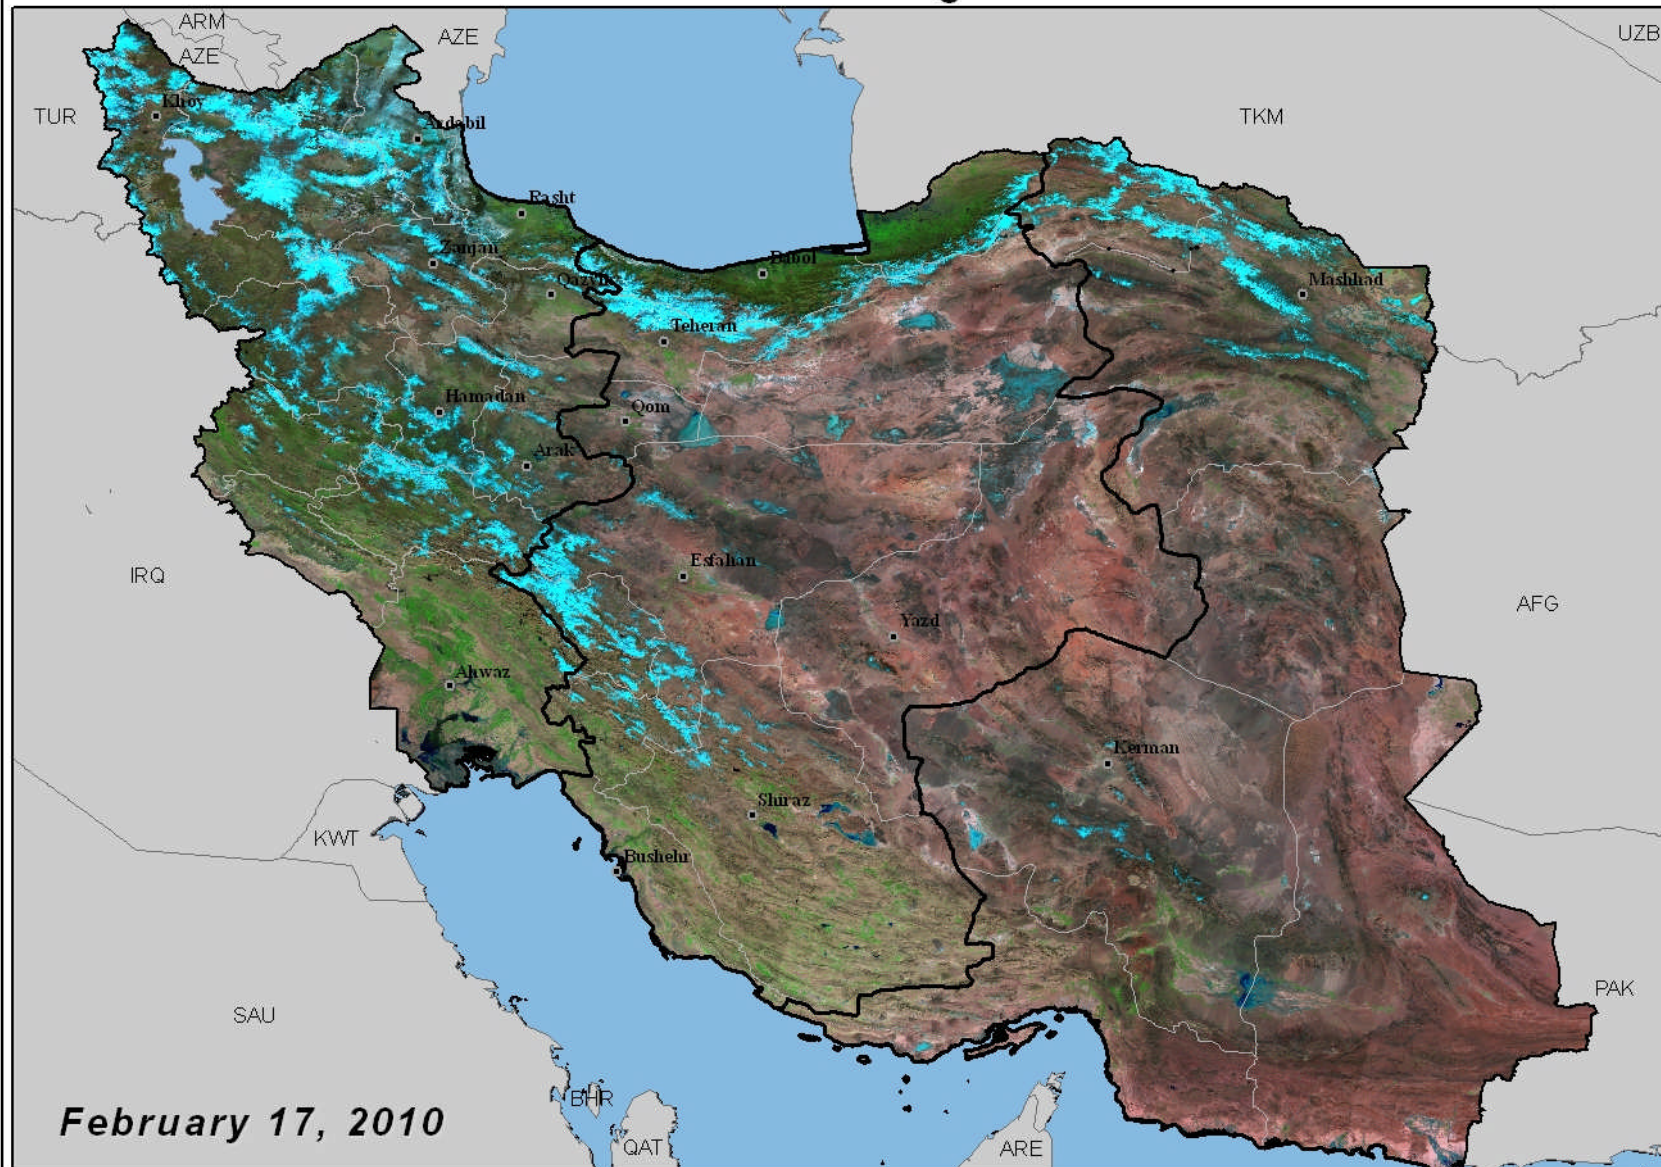 ARM
AZE
AZE
UZB
TUR
Khoy
TKM
Ardabil
Rasht
Zanjan
Babol
Qazvin
Mashhad
Teheran
Hamadan
Qom
Arak
Esfahan
IRQ
AFG
Yazd
Ahwaz
Kerman
Shiraz
KWT
Bushehr
SAU
PAK
BHR
February 17, 2010
QAT
ARE